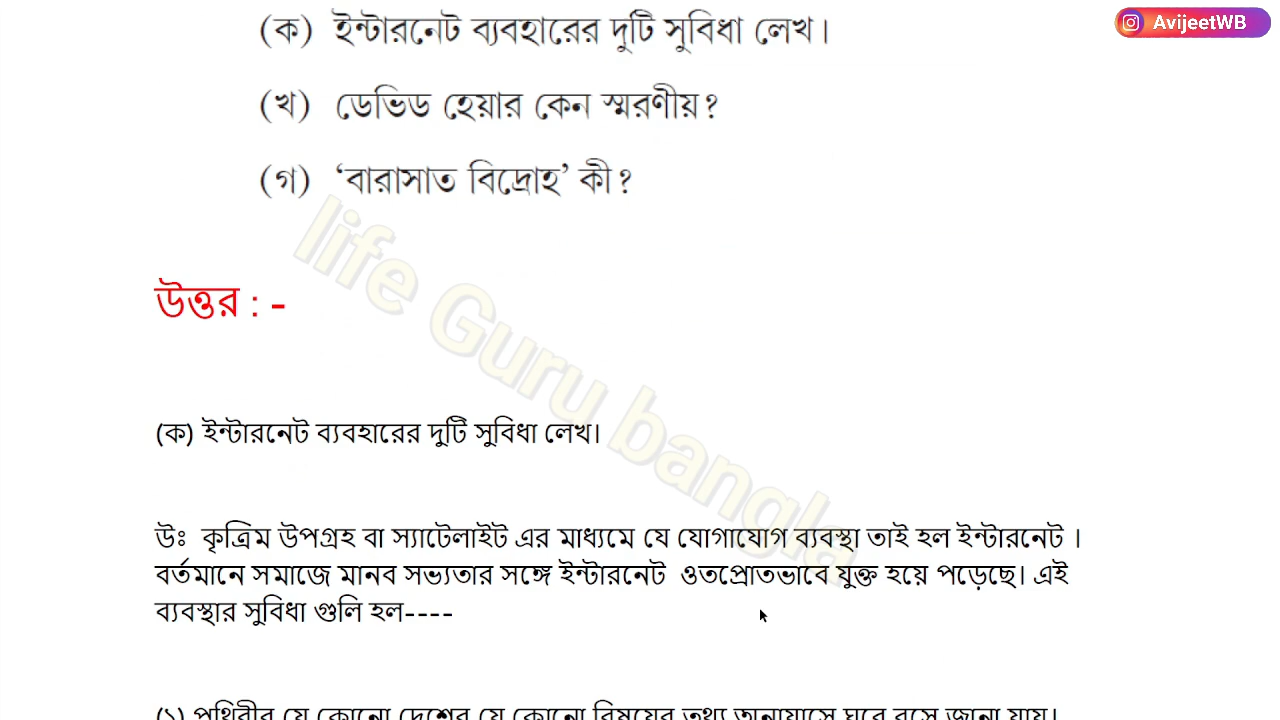 AvijeetWB
(ক) ইন্টারনেট ব্যবহারের দুটি সুবিধা লেখ।
(খ) ডেভিড হেয়ার কেন স্মরণীয়?
(গ) ‘বারাসাত বিদ্রোহ’ কী?
life Guru bangla
উত্তর : -
(ক) ইন্টারনেট ব্যবহারের দুটি সুবিধা লেখ।
উঃ কৃত্রিম উপগ্রহ বা স্যাটেলাইট এর মাধ্যমে যে যোগাযোগ ব্যবস্থা তাই হল ইন্টারনেট ।
বর্তমানে সমাজে মানব সভ্যতার সঙ্গে ইন্টারনেট ওতপ্রোতভাবে যুক্ত হয়ে পড়েছে। এই
ব্যবস্থার সুবিধা গুলি হল----
(১) পৃথিবীর যে কোনো দেশের যে কোনো বিষয়ের তথ্য অনায়াসে ঘরে বসে জানা যায়।